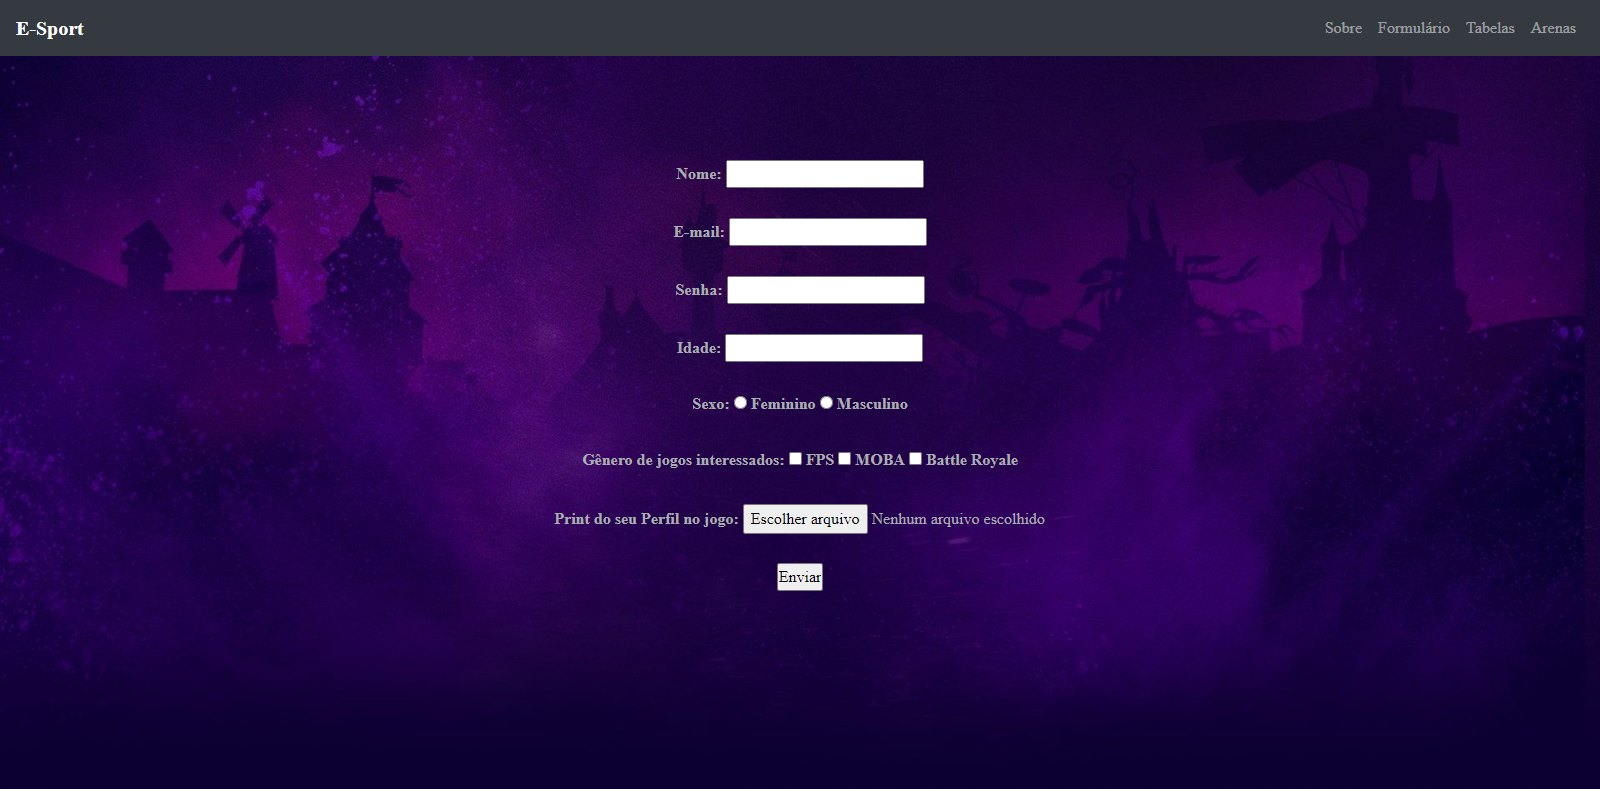 E-Sport Sobre Formulário Tabelas Arenas
Nome:
E-mail:
Senha:
Idade:
Sexo: Feminino Masculino
Gênero de jogos interessados: FPS MOBA Battle Royale
Print do seu Perfil no jogo: Escolher arquivo Nenhum arquivo escolhido
Enviar